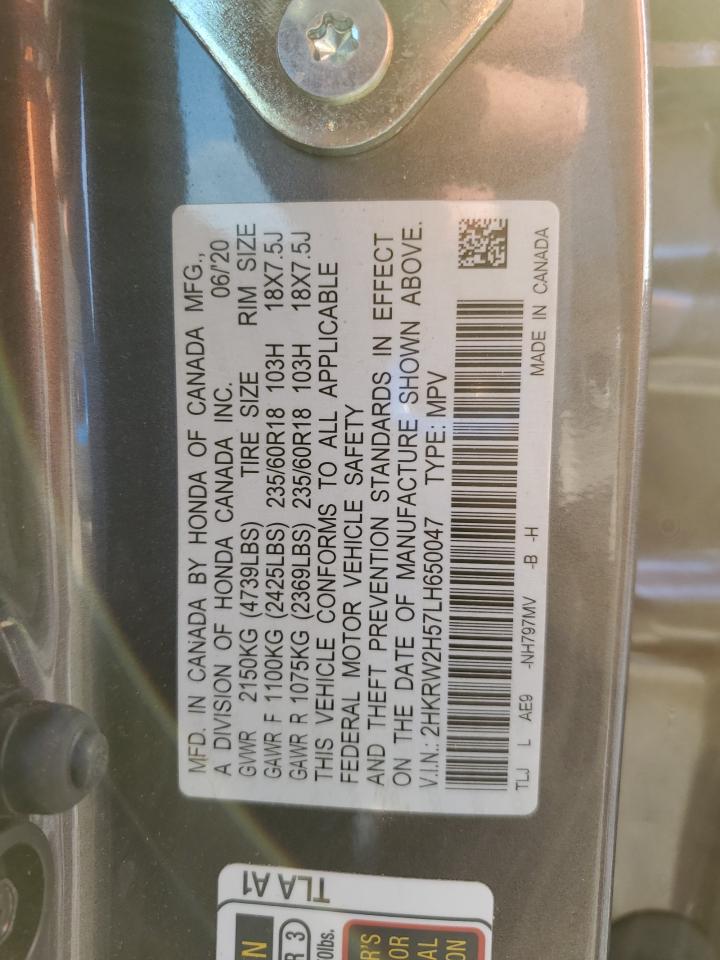 MFD. IN CANADA BY HONDA OF CANADA MFG.,
A DIVISION OF HONDA CANADA INC. 06/'20
GVWR 2150KG (4739LBS) TIRE SIZE RIM SIZE
GAWR F 1100KG (2425LBS) 235/60R18 103H 18X7.5J
GAWR R 1075KG (2369LBS) 235/60R18 103H 18X7.5J
THIS VEHICLE CONFORMS TO ALL APPLICABLE
FEDERAL MOTOR VEHICLE SAFETY
AND THEFT PREVENTION STANDARDS IN EFFECT
ON THE DATE OF MANUFACTURE SHOWN ABOVE.
V.I.N.: 2HKRW2H57LH650047 TYPE: MPV
TLJ L AE9 -NH797MV -B -H
MADE IN CANADA
TLA A1